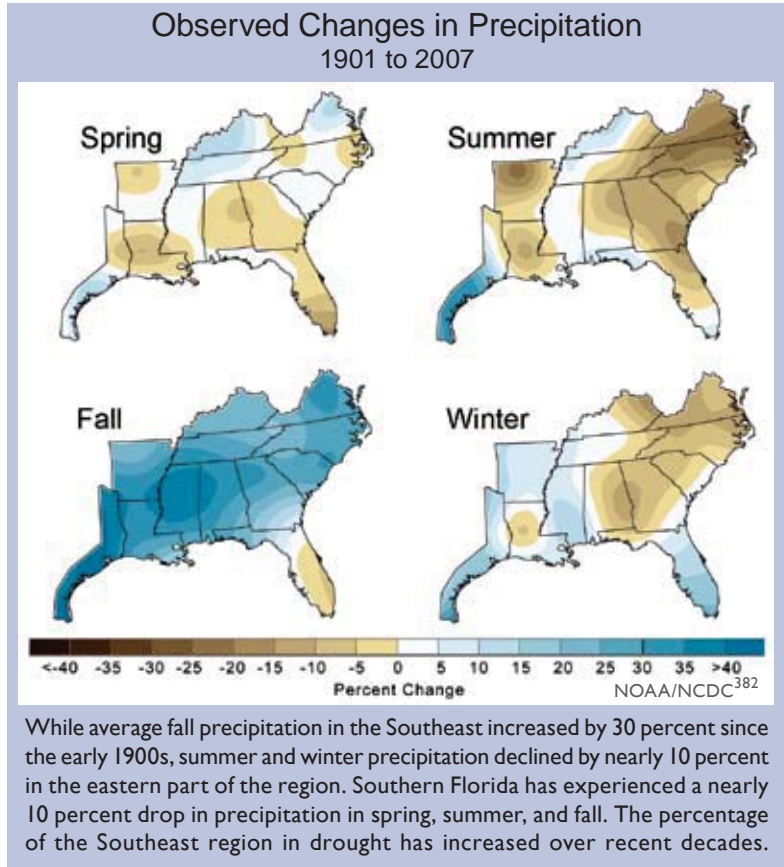 Observed Changes in Precipitation
1901 to 2007
Spring
Summer
Fall
Winter
<-40 -35 -30 -25 -20 -15 -10 -5 0 5 10 15 20 25 30 35 >40
Percent Change
NOAA/NCDC382
While average fall precipitation in the Southeast increased by 30 percent since
the early 1900s, summer and winter precipitation declined by nearly 10 percent
in the eastern part of the region. Southern Florida has experienced a nearly
10 percent drop in precipitation in spring, summer, and fall. The percentage
of the Southeast region in drought has increased over recent decades.